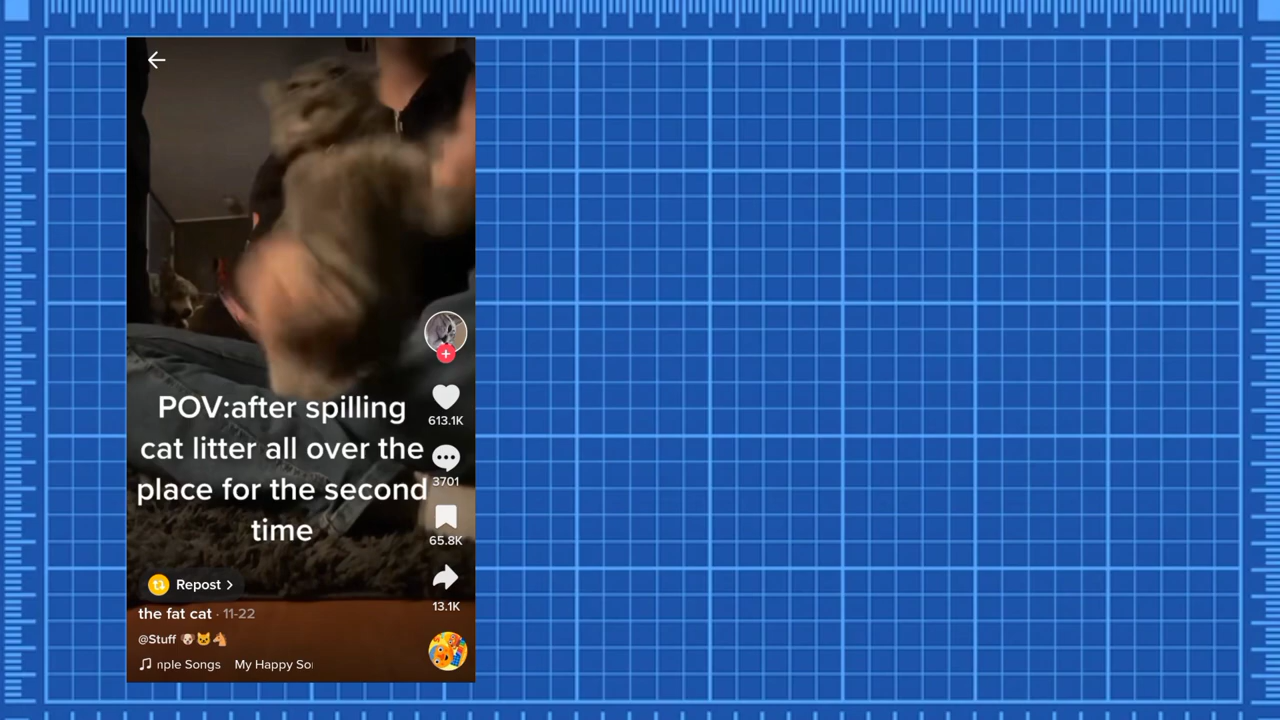 POV:after spilling
cat litter all over the
place for the second
time
613.1K
3701
65.8K
13.1K
Repost >
the fat cat · 11-22
@Stuff 🐶🐱🐴
nple Songs My Happy So